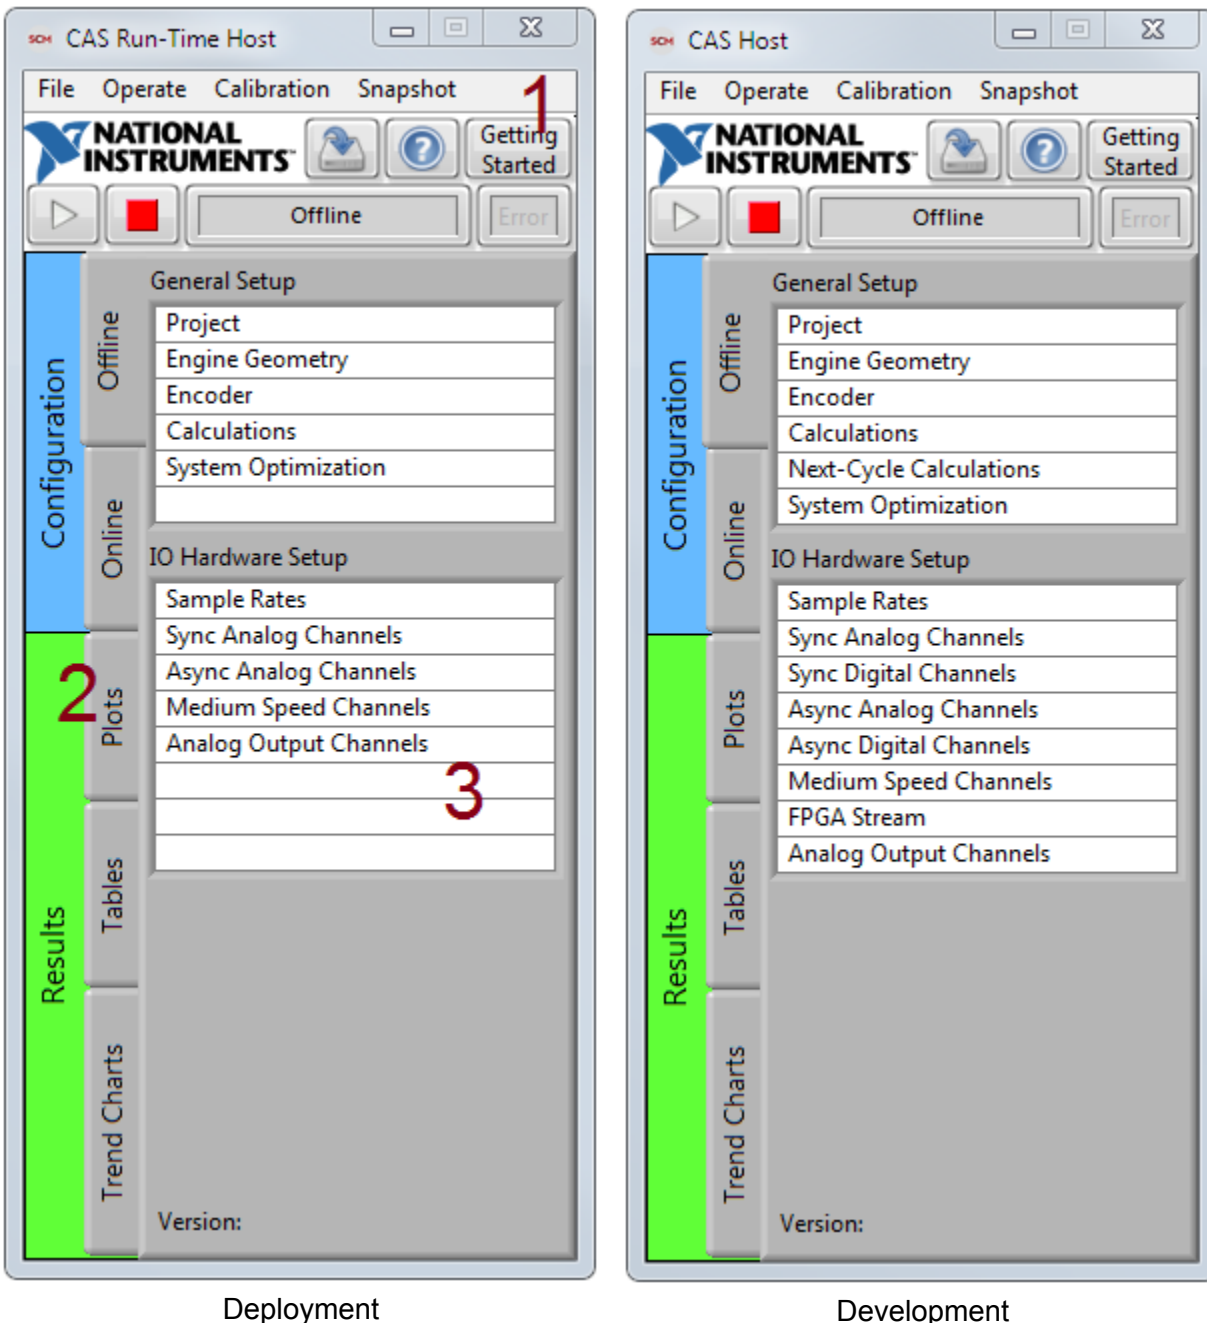 SCM CAS Run-Time Host
File Operate Calibration Snapshot
1
NATIONAL
INSTRUMENTS™
Getting
Started
Offline
Error
Configuration
Results
Offline
Online
Plots
Tables
Trend Charts
General Setup
Project
Engine Geometry
Encoder
Calculations
System Optimization
IO Hardware Setup
Sample Rates
Sync Analog Channels
Async Analog Channels
Medium Speed Channels
Analog Output Channels
2
3
Version:
Deployment
SCM CAS Host
File Operate Calibration Snapshot
NATIONAL
INSTRUMENTS™
Getting
Started
Offline
Error
Configuration
Results
Offline
Online
Plots
Tables
Trend Charts
General Setup
Project
Engine Geometry
Encoder
Calculations
Next-Cycle Calculations
System Optimization
IO Hardware Setup
Sample Rates
Sync Analog Channels
Sync Digital Channels
Async Analog Channels
Async Digital Channels
Medium Speed Channels
FPGA Stream
Analog Output Channels
Version:
Development